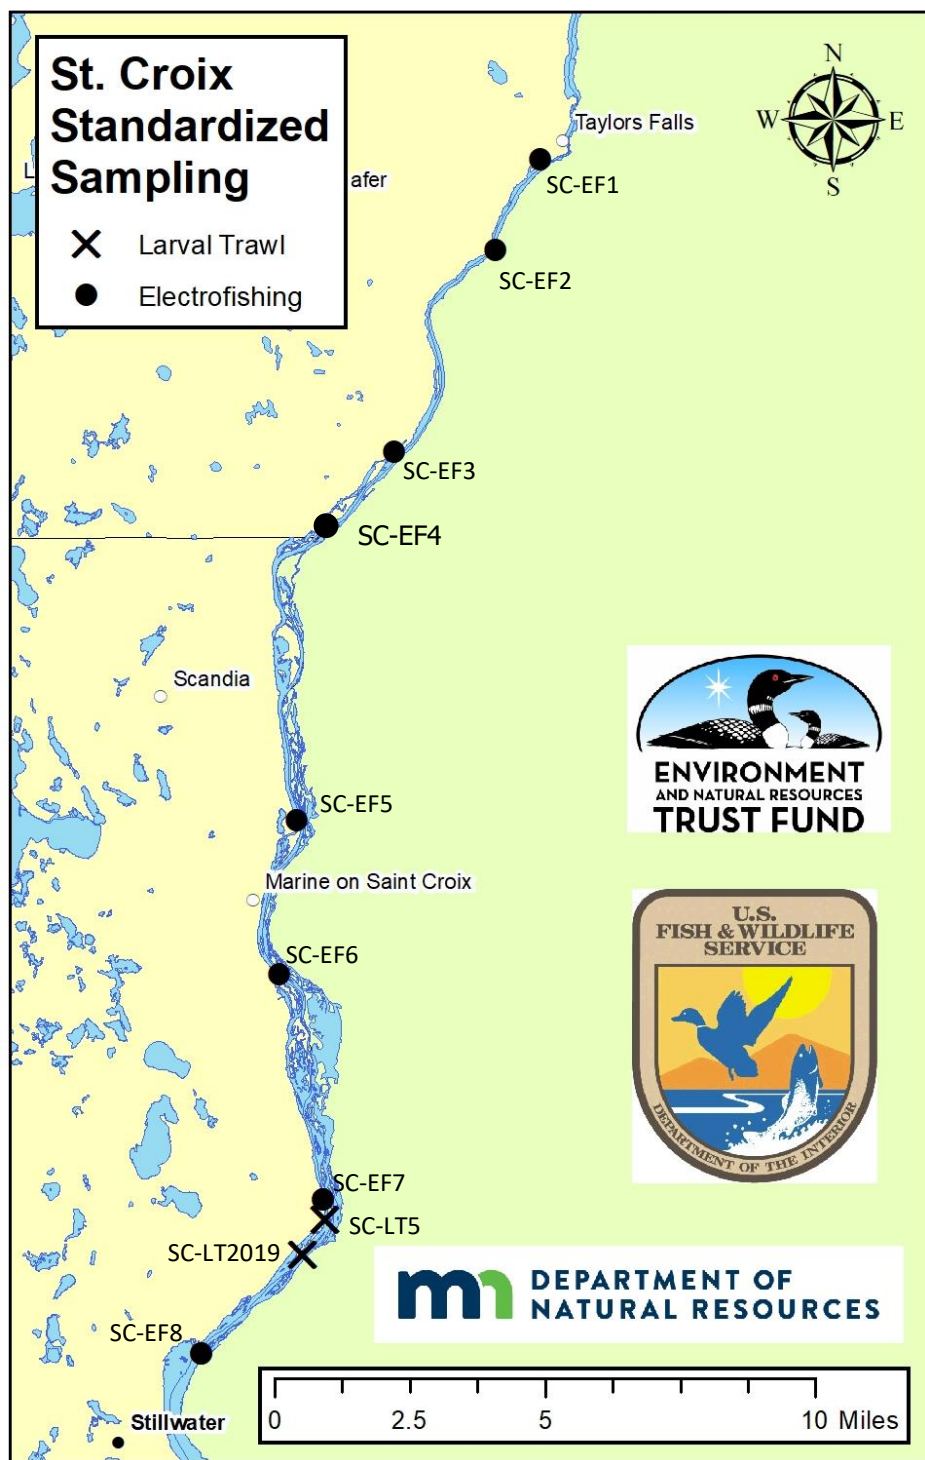 St. Croix
Standardized
Sampling
Larval Trawl
Electrofishing
L
afer
N
W
E
S
Taylors Falls
SC-EF1
SC-EF2
SC-EF3
SC-EF4
Scandia
SC-EF5
Marine on Saint Croix
SC-EF6
SC-EF7
SC-LT5
SC-LT2019
SC-EF8
Stillwater
ENVIRONMENT
AND NATURAL RESOURCES
TRUST FUND
U.S.
FISH & WILDLIFE
SERVICE
DEPARTMENT OF THE INTERIOR
mn DEPARTMENT OF
NATURAL RESOURCES
0 2.5 5 10 Miles